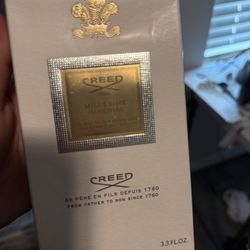 CREED
MILLESIME
IMPERIAL
CREED
DE PÈRE EN FILS DEPUIS 1760
FROM FATHER TO SON SINCE 1760
3.3 FL.OZ.